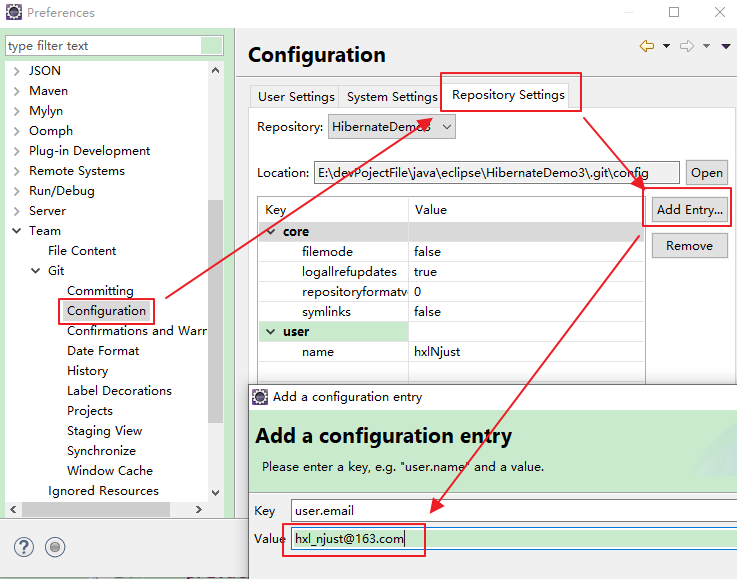 Preferences
type filter text
JSON
Maven
Mylyn
Oomph
Plug-in Development
Remote Systems
Run/Debug
Server
Team
File Content
Git
Committing
Configuration
Confirmations and Warr
Date Format
History
Label Decorations
Projects
Staging View
Synchronize
Window Cache
Ignored Resources
Configuration
User Settings System Settings Repository Settings
Repository: HibernateDemo3
Location: E:\devPojectFile\java\eclipse\HibernateDemo3\.git\config Open
Key Value
Add Entry...
Remove
core
filemode false
logallrefupdates true
repositoryformatv 0
symlinks false
user
name hxlNjust
Add a configuration entry
Add a configuration entry
Please enter a key, e.g. "user.name" and a value.
Key user.email
Value hxl_njust@163.com